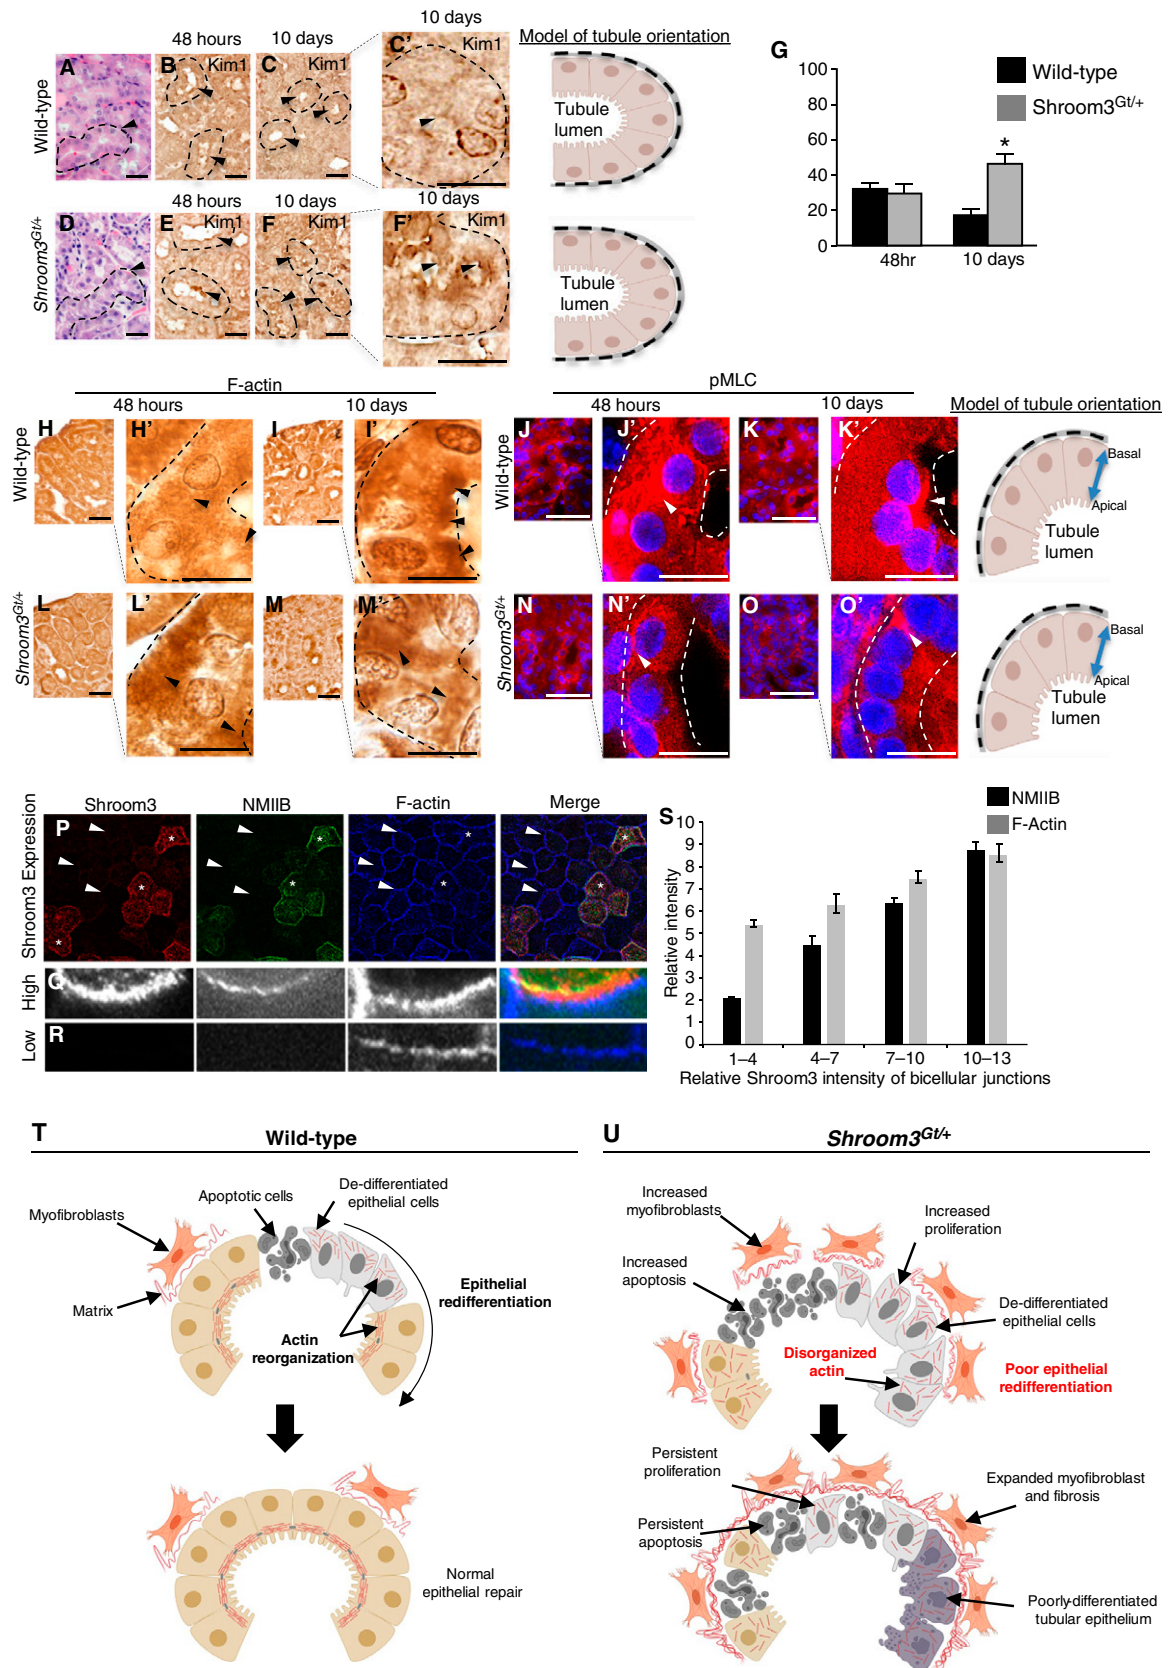 48 hours
10 days
10 days
Model of tubule orientation
Wild-type
A
B
Kim1
C
Kim1
C'
Kim1
Tubule
lumen
48 hours
10 days
10 days
Shroom3Gt/+
D
E
Kim1
F
Kim1
F'
Kim1
Tubule
lumen
G
Wild-type
Shroom3Gt/+
100
80
60
40
20
0
*
48hr
10 days
F-actin
48 hours
10 days
pMLC
48 hours
10 days
Model of tubule orientation
Wild-type
H
H'
I
I'
Wild-type
J
J'
K
K'
Basal
Apical
Tubule
lumen
Shroom3Gt/+
L
L'
M
M'
Shroom3Gt/+
N
N'
O
O'
Basal
Apical
Tubule
lumen
Shroom3
NMIIB
F-actin
Merge
Shroom3 Expression
P
*
*
*
*
*
*
*
*
*
High
Q
Low
R
S
NMIIB
F-Actin
Relative intensity
10
9
8
7
6
5
4
3
2
1
0
1–4
4–7
7–10
10–13
Relative Shroom3 intensity of bicellular junctions
T
Wild-type
Apoptotic cells
De-differentiated
epithelial cells
Myofibroblasts
Matrix
Actin
reorganization
Epithelial
redifferentiation
Normal
epithelial repair
U
Shroom3Gt/+
Increased
myofibroblasts
Increased
proliferation
Increased
apoptosis
De-differentiated
epithelial cells
Disorganized
actin
Poor epithelial
redifferentiation
Persistent
proliferation
Persistent
apoptosis
Expanded myofibroblast
and fibrosis
Poorly-differentiated
tubular epithelium